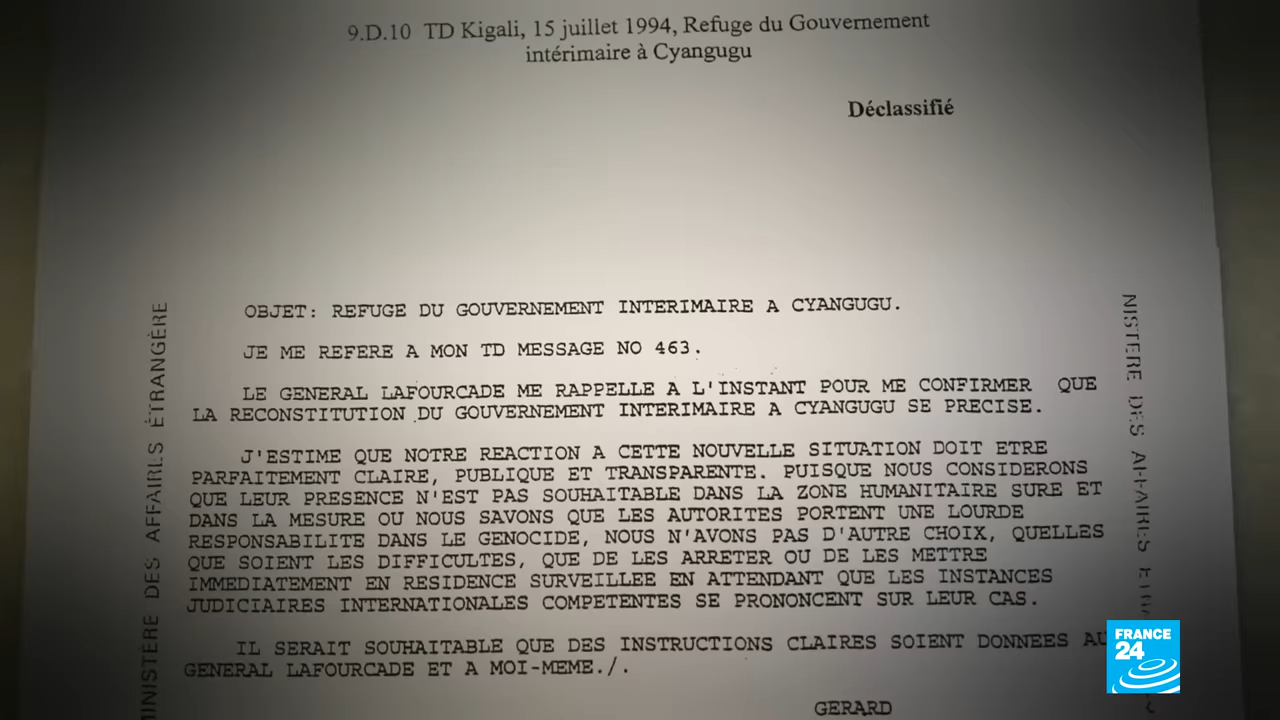 9.D.10 TD Kigali, 15 juillet 1994, Refuge du Gouvernement
intérimaire à Cyangugu
Déclassifié
OBJET: REFUGE DU GOUVERNEMENT INTERIMAIRE A CYANGUGU.
JE ME REFERE A MON TD MESSAGE NO 463.
LE GENERAL LAFOURCADE ME RAPPELLE A L'INSTANT POUR ME CONFIRMER QUE
LA RECONSTITUTION DU GOUVERNEMENT INTERIMAIRE A CYANGUGU SE PRECISE.
J'ESTIME QUE NOTRE REACTION A CETTE NOUVELLE SITUATION DOIT ETRE
PARFAITEMENT CLAIRE, PUBLIQUE ET TRANSPARENTE. PUISQUE NOUS CONSIDERONS
QUE LEUR PRESENCE N'EST PAS SOUHAITABLE DANS LA ZONE HUMANITAIRE SURE ET
DANS LA MESURE OU NOUS SAVONS QUE LES AUTORITES PORTENT UNE LOURDE
RESPONSABILITE DANS LE GENOCIDE, NOUS N'AVONS PAS D'AUTRE CHOIX, QUELLES
QUE SOIENT LES DIFFICULTES, QUE DE LES ARRETER OU DE LES METTRE
IMMEDIATEMENT EN RESIDENCE SURVEILLEE EN ATTENDANT QUE LES INSTANCES
JUDICIAIRES INTERNATIONALES COMPETENTES SE PRONONCENT SUR LEUR CAS.
IL SERAIT SOUHAITABLE QUE DES INSTRUCTIONS CLAIRES SOIENT DONNEES AU
GENERAL LAFOURCADE ET A MOI-MEME./.
GERARD
MINISTÈRE DES AFFAIRES ÉTRANGÈRE
NISTERE DES AFFAIRES
FRANCE
24